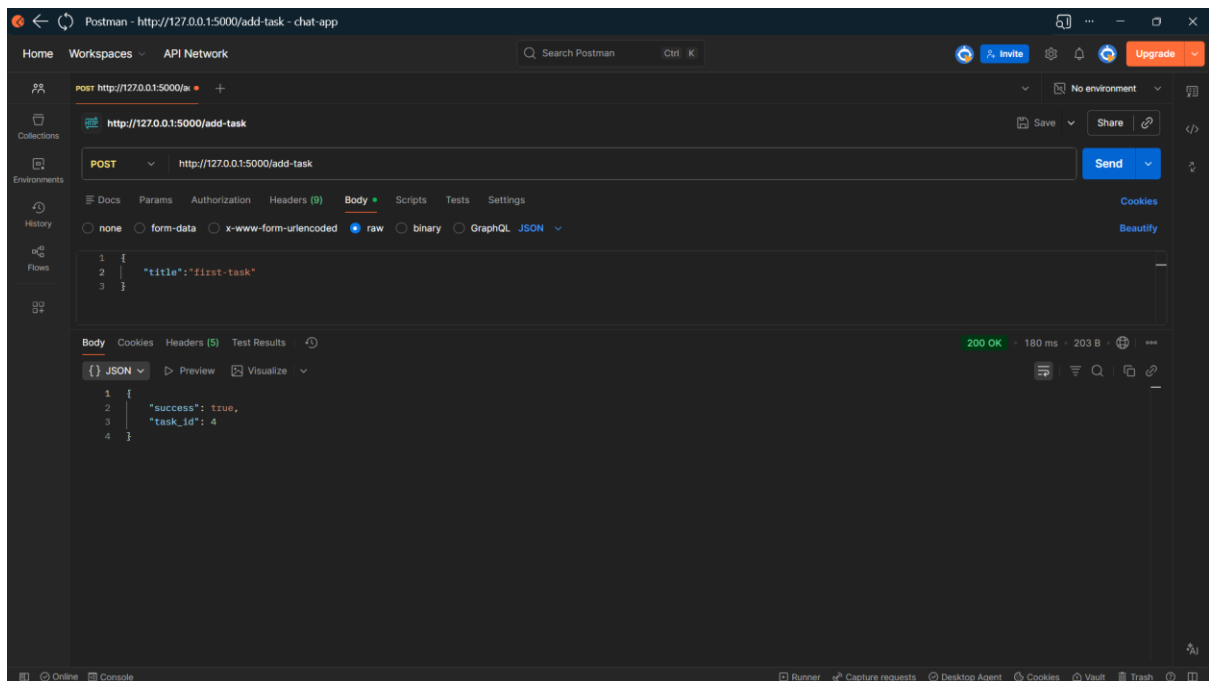 Postman - http://127.0.0.1:5000/add-task - chat-app
Home Workspaces API Network Search Postman Ctrl K Invite Upgrade
POST http://127.0.0.1:5000/ac No environment
Collections
http://127.0.0.1:5000/add-task Save Share
Environments
POST http://127.0.0.1:5000/add-task Send
History
Docs Params Authorization Headers (9) Body Scripts Tests Settings Cookies
Flows
none form-data x-www-form-urlencoded raw binary GraphQL JSON Beautify
1 {
2 "title":"first-task"
3 }
Body Cookies Headers (5) Test Results 200 OK 180 ms 203 B
{} JSON Preview Visualize
1 {
2 "success": true,
3 "task_id": 4
4 }
AI
Online Console Runner Capture requests Desktop Agent Cookies Vault Trash